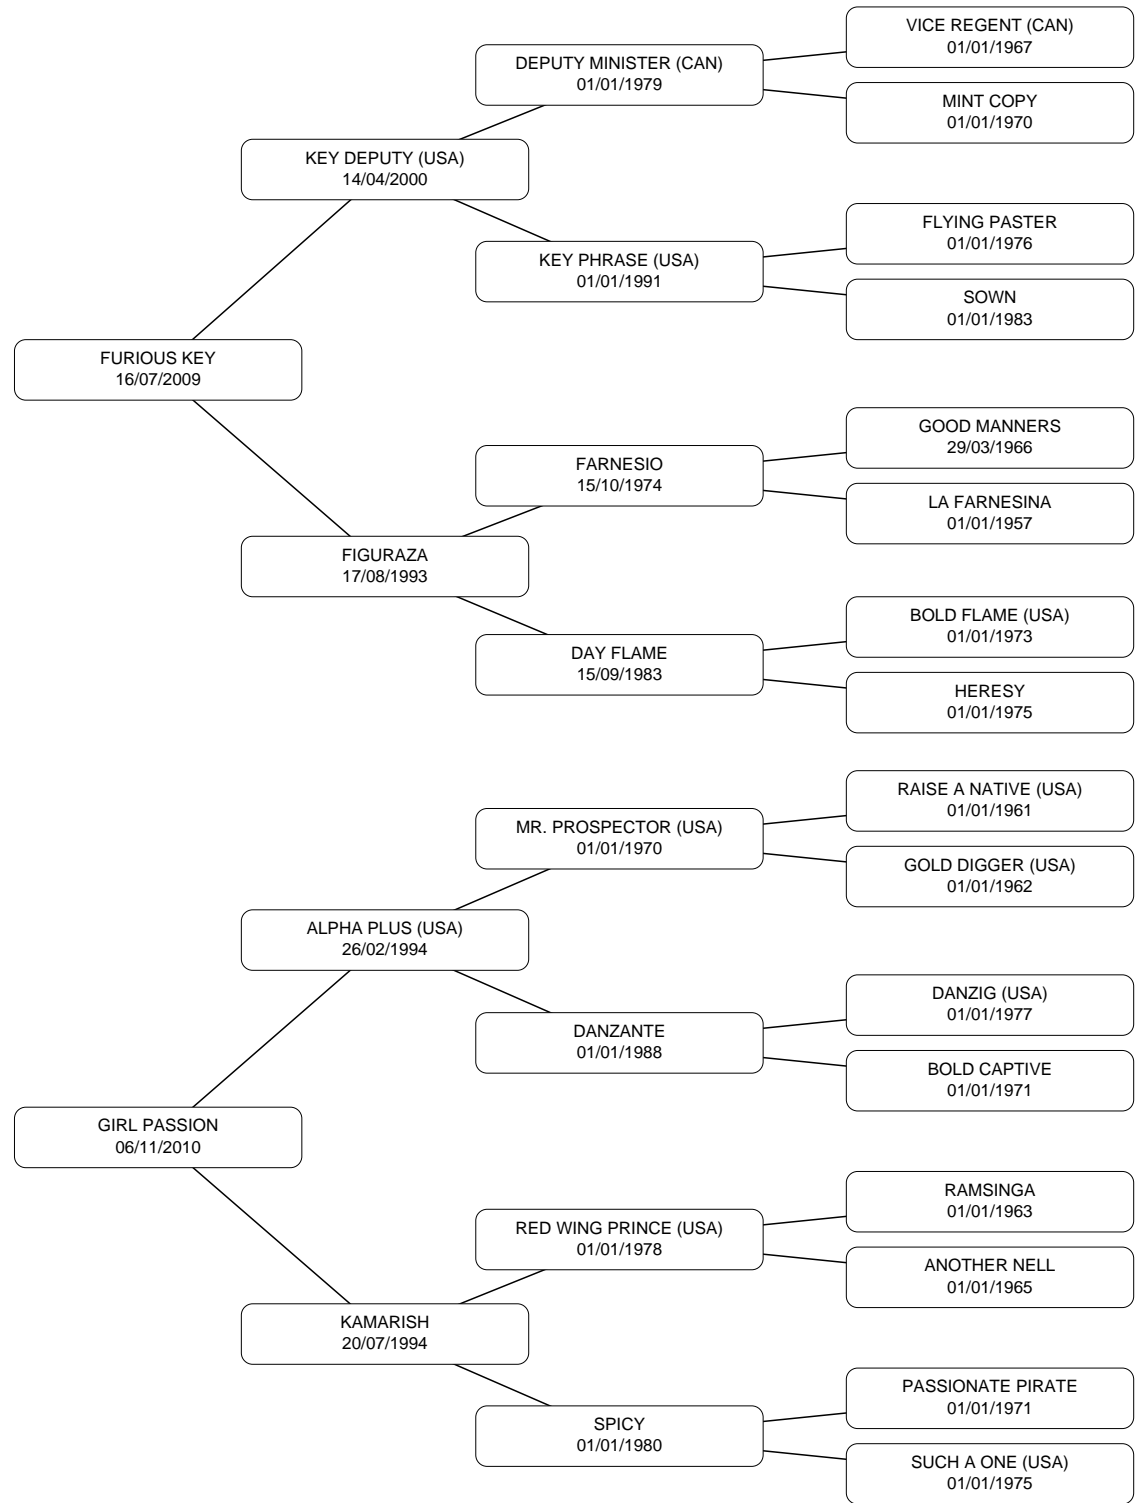 VICE REGENT (CAN)
01/01/1967
DEPUTY MINISTER (CAN)
01/01/1979
MINT COPY
01/01/1970
KEY DEPUTY (USA)
14/04/2000
FLYING PASTER
01/01/1976
KEY PHRASE (USA)
01/01/1991
SOWN
01/01/1983
FURIOUS KEY
16/07/2009
GOOD MANNERS
29/03/1966
FARNESIO
15/10/1974
LA FARNESINA
01/01/1957
FIGURAZA
17/08/1993
BOLD FLAME (USA)
01/01/1973
DAY FLAME
15/09/1983
HERESY
01/01/1975
RAISE A NATIVE (USA)
01/01/1961
MR. PROSPECTOR (USA)
01/01/1970
GOLD DIGGER (USA)
01/01/1962
ALPHA PLUS (USA)
26/02/1994
DANZIG (USA)
01/01/1977
DANZANTE
01/01/1988
BOLD CAPTIVE
01/01/1971
GIRL PASSION
06/11/2010
RAMSINGA
01/01/1963
RED WING PRINCE (USA)
01/01/1978
ANOTHER NELL
01/01/1965
KAMARISH
20/07/1994
PASSIONATE PIRATE
01/01/1971
SPICY
01/01/1980
SUCH A ONE (USA)
01/01/1975